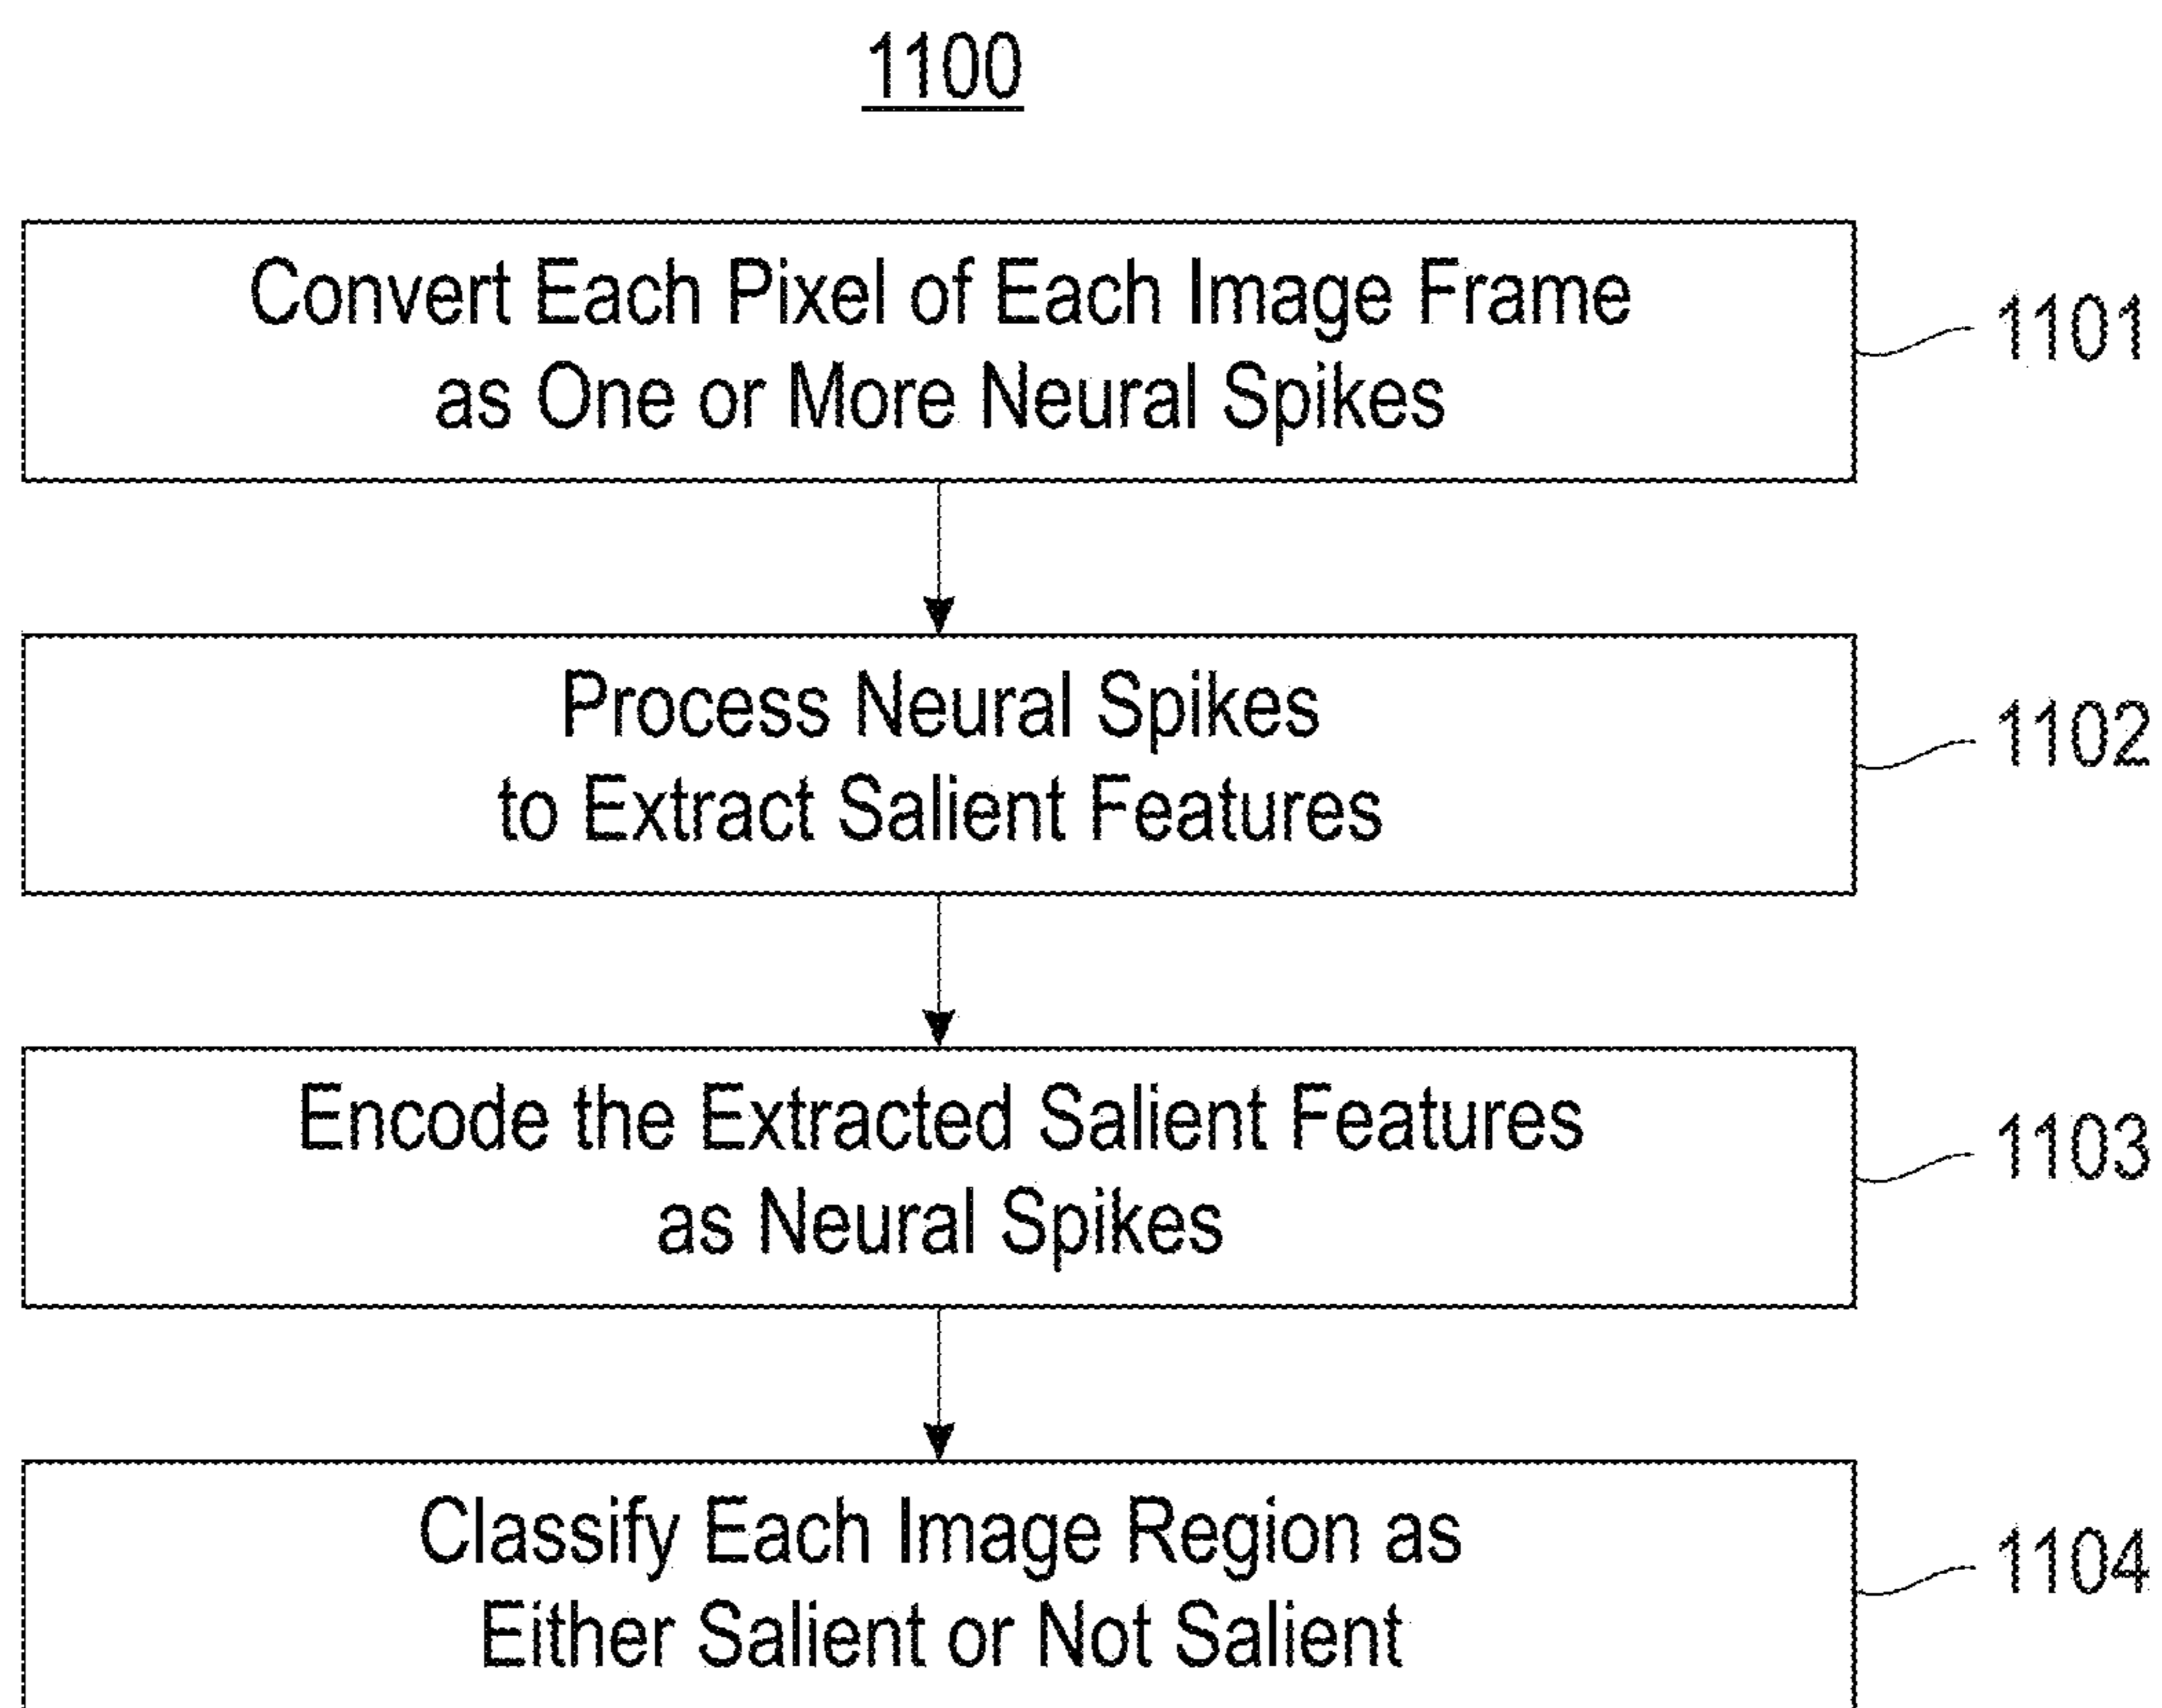 1100
Convert Each Pixel of Each Image Frame
as One or More Neural Spikes
1101
Process Neural Spikes
to Extract Salient Features
1102
Encode the Extracted Salient Features
as Neural Spikes
1103
Classify Each Image Region as
Either Salient or Not Salient
1104